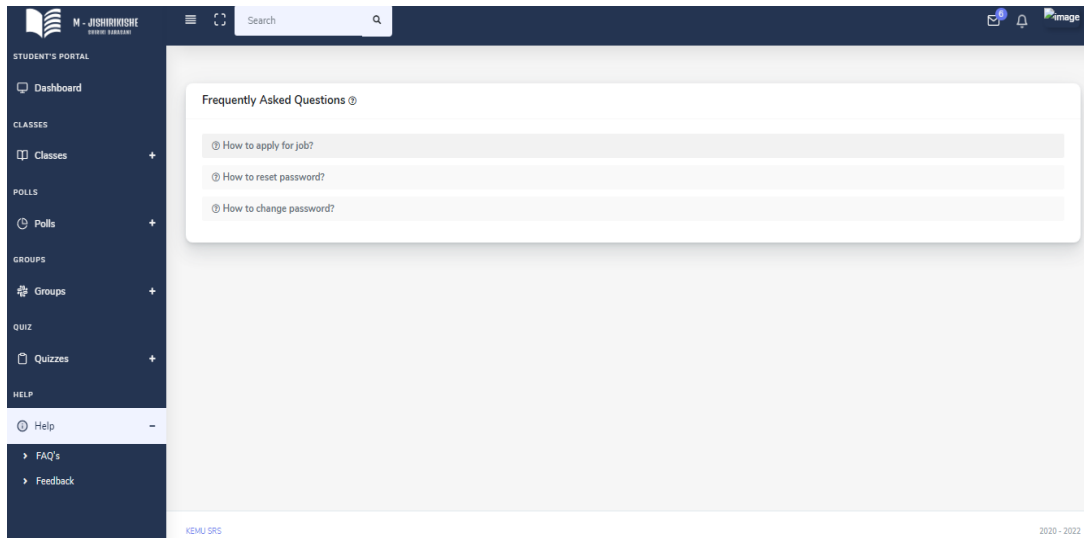 M - JISHIRIKISHE
Search
6
image
STUDENT'S PORTAL
Dashboard
CLASSES
Classes
POLLS
Polls
GROUPS
Groups
QUIZ
Quizzes
HELP
Help
FAQ's
Feedback
Frequently Asked Questions
How to apply for job?
How to reset password?
How to change password?
KEMU SRS
2020 - 2022